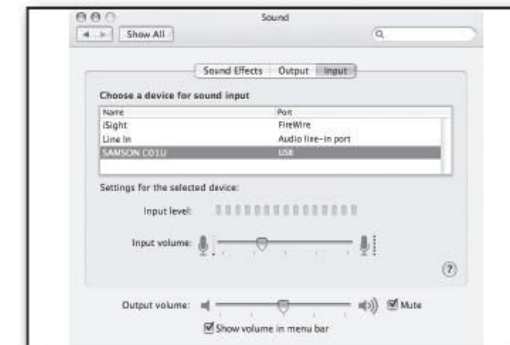 Sound
Show All
Sound Effects Output Input
Choose a device for sound input
Name Port
iSight FireWire
Line In Audio line-in port
SAMSON C01U USB
Settings for the selected device:
Input level:
Input volume:
?
Output volume: Mute
Show volume in menu bar